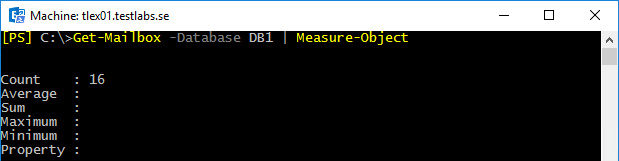 Machine: tlex01.testlabs.se
[PS] C:\>Get-Mailbox -Database DB1 | Measure-Object
Count    : 16
Average  :
Sum      :
Maximum  :
Minimum  :
Property :